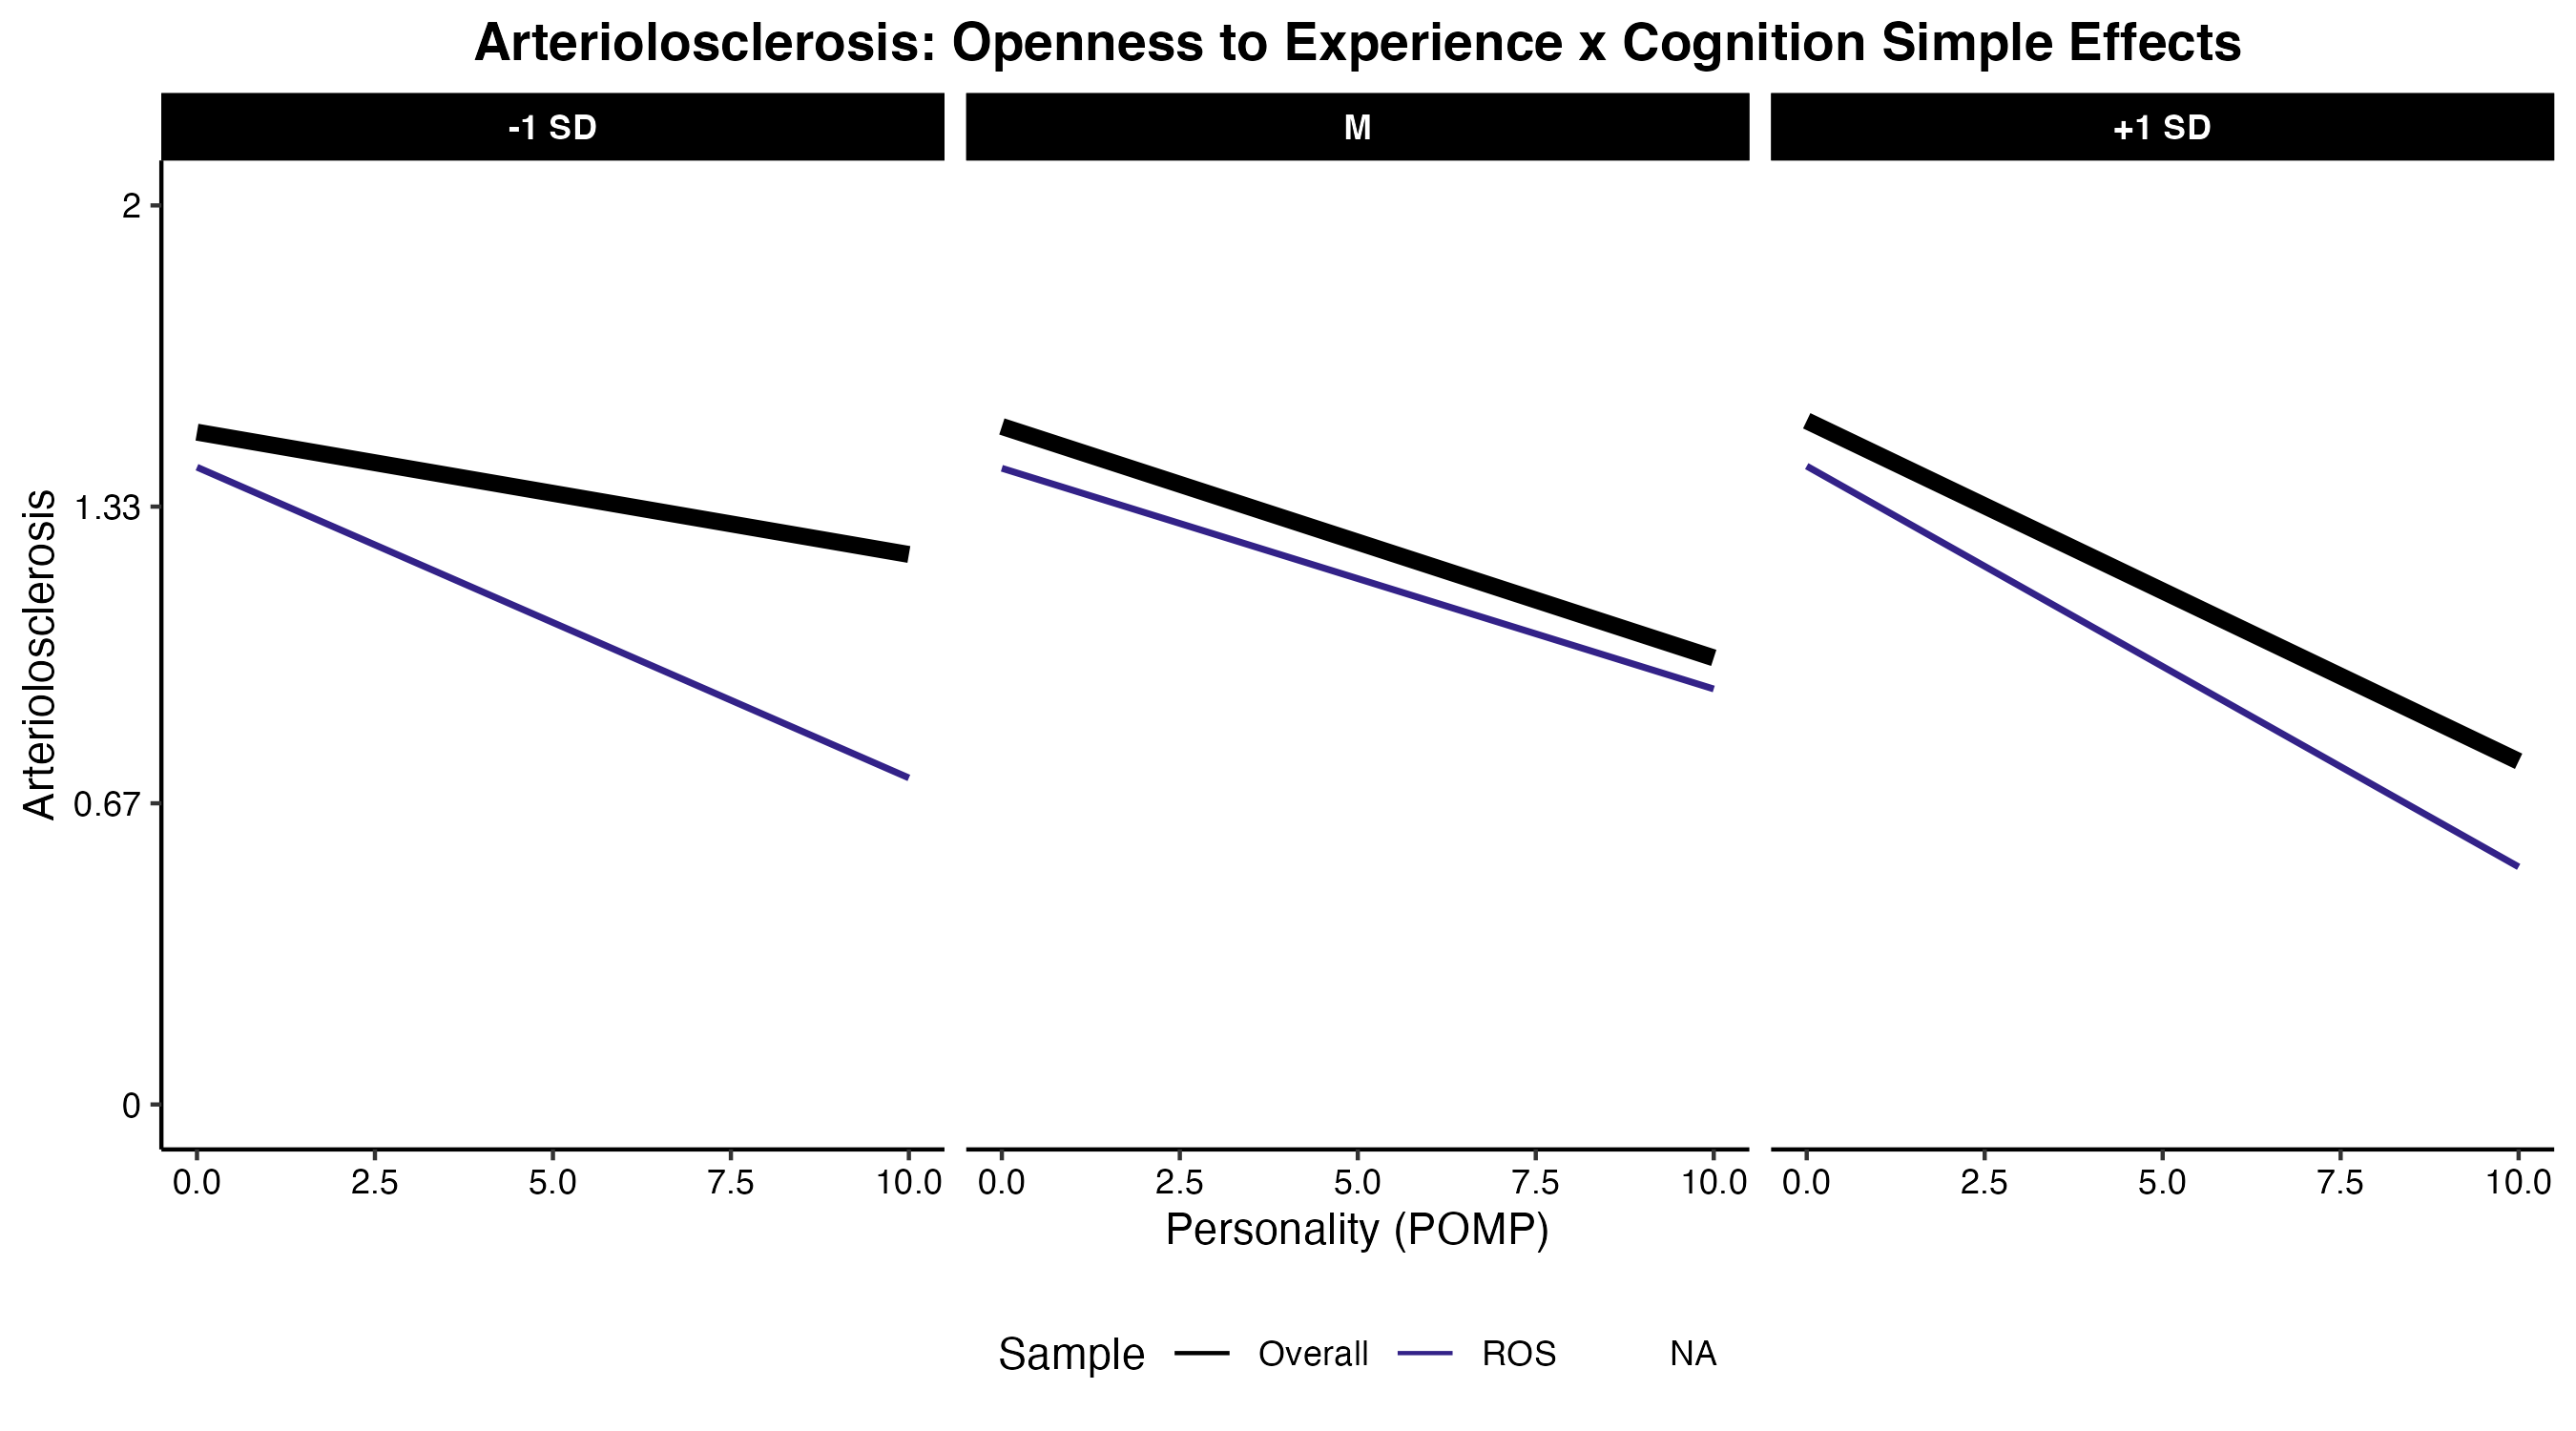 Arteriolosclerosis: Openness to Experience x Cognition Simple Effects
-1 SD M +1 SD
2
1.33
0.67
0
Arteriolosclerosis
0.0 2.5 5.0 7.5 10.0 0.0 2.5 5.0 7.5 10.0 0.0 2.5 5.0 7.5 10.0
Personality (POMP)
Sample Overall ROS NA